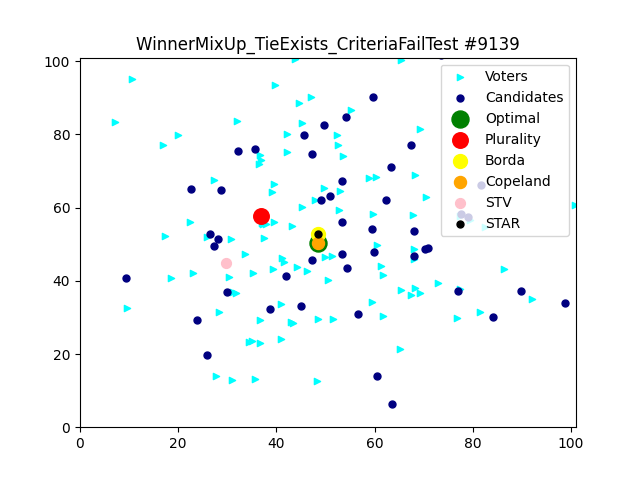 WinnerMixUp_TieExists_CriteriaFailTest #9139
100
80
60
40
20
0
0
20
40
60
80
100
Voters
Candidates
Optimal
Plurality
Borda
Copeland
STV
STAR